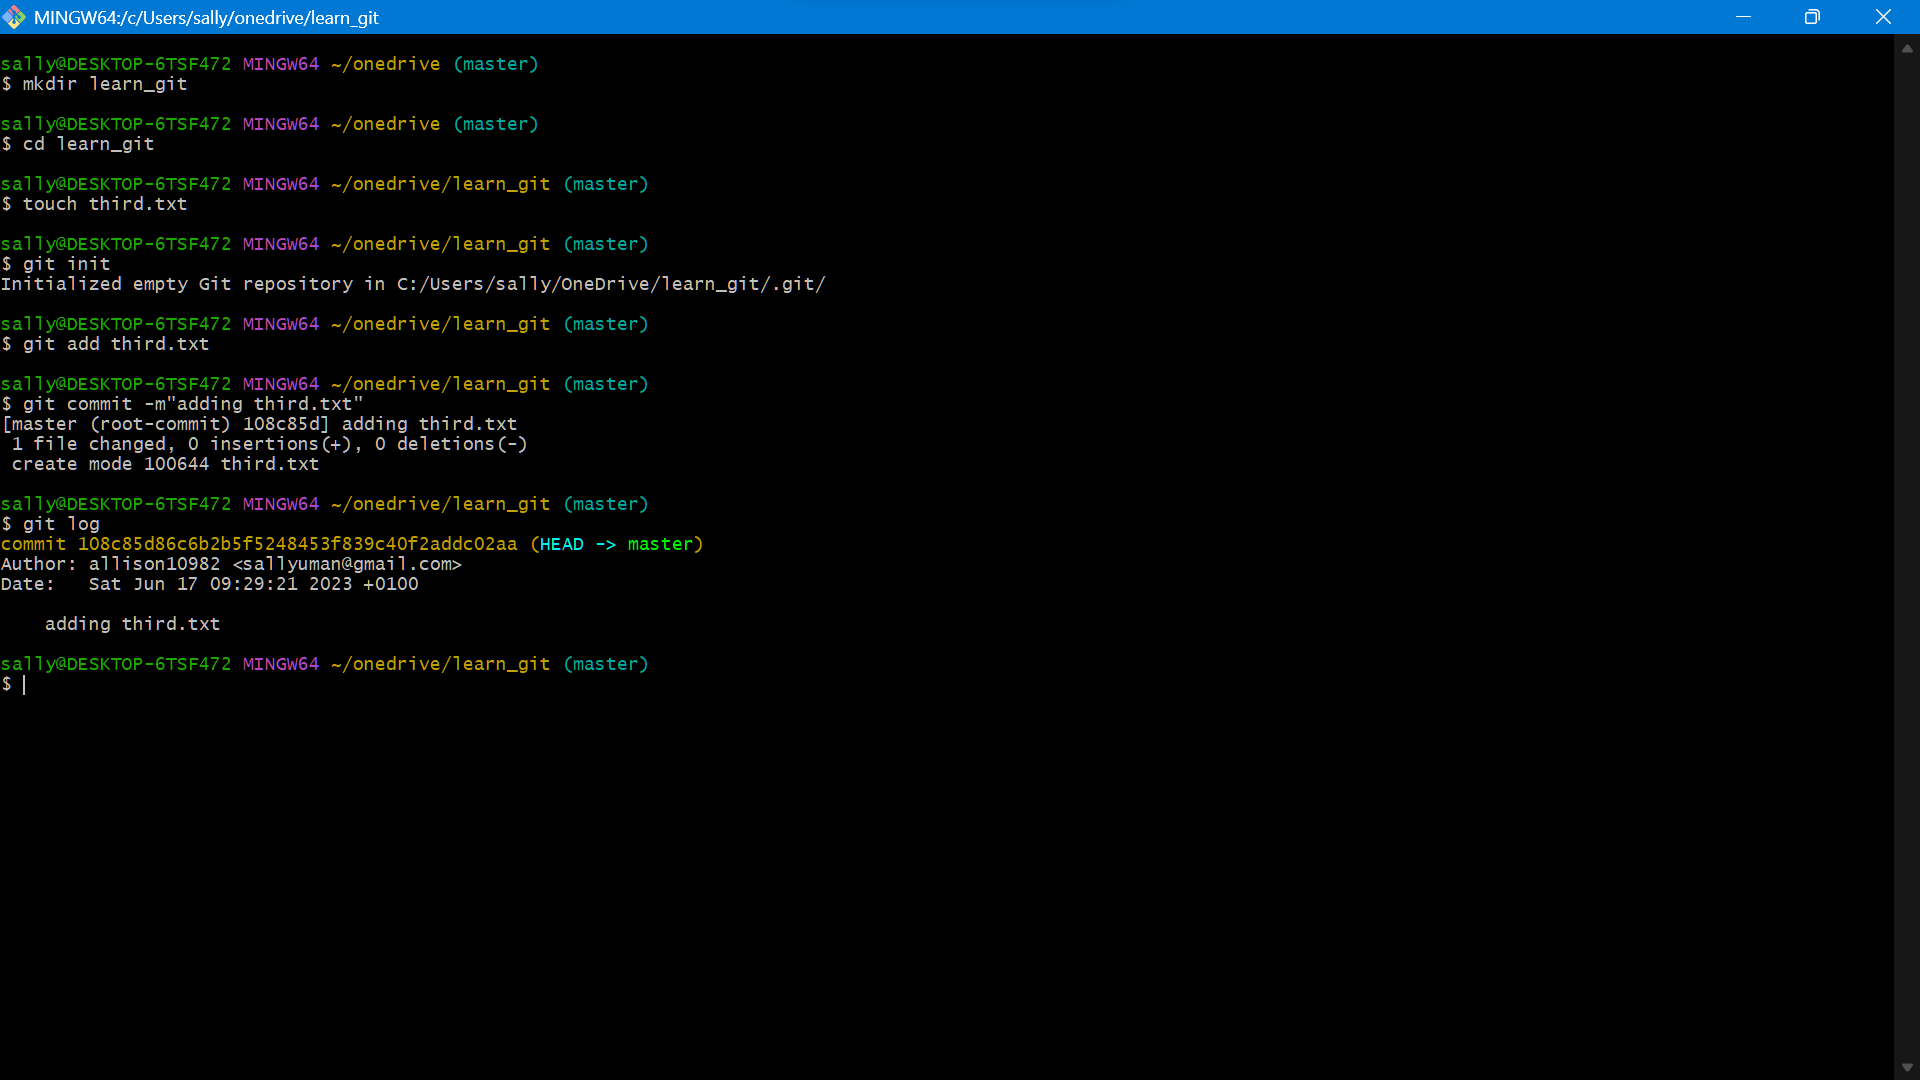 MINGW64:/c/Users/sally/onedrive/learn_git
sally@DESKTOP-6TSF472 MINGW64 ~/onedrive (master)
$ mkdir learn_git
sally@DESKTOP-6TSF472 MINGW64 ~/onedrive (master)
$ cd learn_git
sally@DESKTOP-6TSF472 MINGW64 ~/onedrive/learn_git (master)
$ touch third.txt
sally@DESKTOP-6TSF472 MINGW64 ~/onedrive/learn_git (master)
$ git init
Initialized empty Git repository in C:/Users/sally/OneDrive/learn_git/.git/
sally@DESKTOP-6TSF472 MINGW64 ~/onedrive/learn_git (master)
$ git add third.txt
sally@DESKTOP-6TSF472 MINGW64 ~/onedrive/learn_git (master)
$ git commit -m"adding third.txt"
[master (root-commit) 108c85d] adding third.txt
 1 file changed, 0 insertions(+), 0 deletions(-)
 create mode 100644 third.txt
sally@DESKTOP-6TSF472 MINGW64 ~/onedrive/learn_git (master)
$ git log
commit 108c85d86c6b2b5f5248453f839c40f2addc02aa (HEAD -> master)
Author: allison10982 <sallyuman@gmail.com>
Date:   Sat Jun 17 09:29:21 2023 +0100
    adding third.txt
sally@DESKTOP-6TSF472 MINGW64 ~/onedrive/learn_git (master)
$